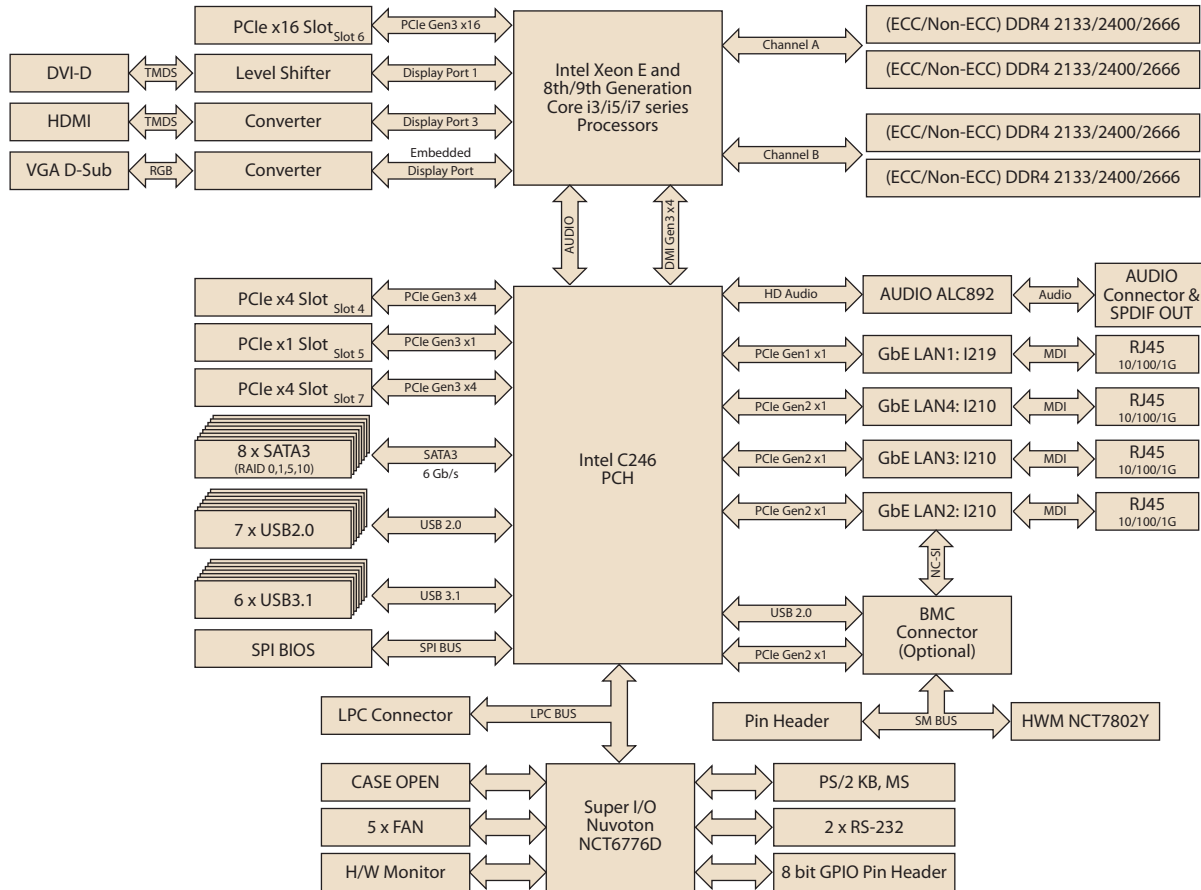 PCIe x16 Slot Slot 6
PCIe Gen3 x16
DVI-D
TMDS
Level Shifter
Display Port 1
HDMI
TMDS
Converter
Display Port 3
VGA D-Sub
RGB
Converter
Embedded
Display Port
Intel Xeon E and
8th/9th Generation
Core i3/i5/i7 series
Processors
Channel A
(ECC/Non-ECC) DDR4 2133/2400/2666
(ECC/Non-ECC) DDR4 2133/2400/2666
Channel B
(ECC/Non-ECC) DDR4 2133/2400/2666
(ECC/Non-ECC) DDR4 2133/2400/2666
AUDIO
DMI Gen3 x4
PCIe x4 Slot Slot 4
PCIe Gen3 x4
PCIe x1 Slot Slot 5
PCIe Gen3 x1
PCIe x4 Slot Slot 7
PCIe Gen3 x4
8 x SATA3
(RAID 0,1,5,10)
SATA3
6 Gb/s
7 x USB2.0
USB 2.0
6 x USB3.1
USB 3.1
SPI BIOS
SPI BUS
Intel C246
PCH
HD Audio
AUDIO ALC892
Audio
AUDIO
Connector &
SPDIF OUT
PCIe Gen1 x1
GbE LAN1: I219
MDI
RJ45
10/100/1G
PCIe Gen2 x1
GbE LAN4: I210
MDI
RJ45
10/100/1G
PCIe Gen2 x1
GbE LAN3: I210
MDI
RJ45
10/100/1G
PCIe Gen2 x1
GbE LAN2: I210
MDI
RJ45
10/100/1G
NC-SI
USB 2.0
PCIe Gen2 x1
BMC
Connector
(Optional)
LPC Connector
LPC BUS
Pin Header
SM BUS
HWM NCT7802Y
CASE OPEN
5 x FAN
H/W Monitor
Super I/O
Nuvoton
NCT6776D
PS/2 KB, MS
2 x RS-232
8 bit GPIO Pin Header